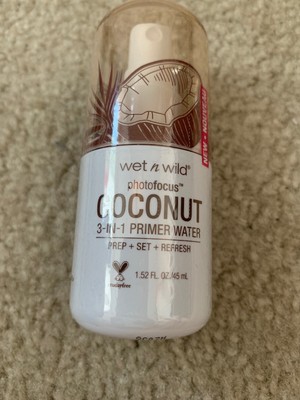 wet n wild®
photofocus™
COCONUT
3-IN-1 PRIMER WATER
PREP + SET + REFRESH
1.52 FL. OZ/45 mL